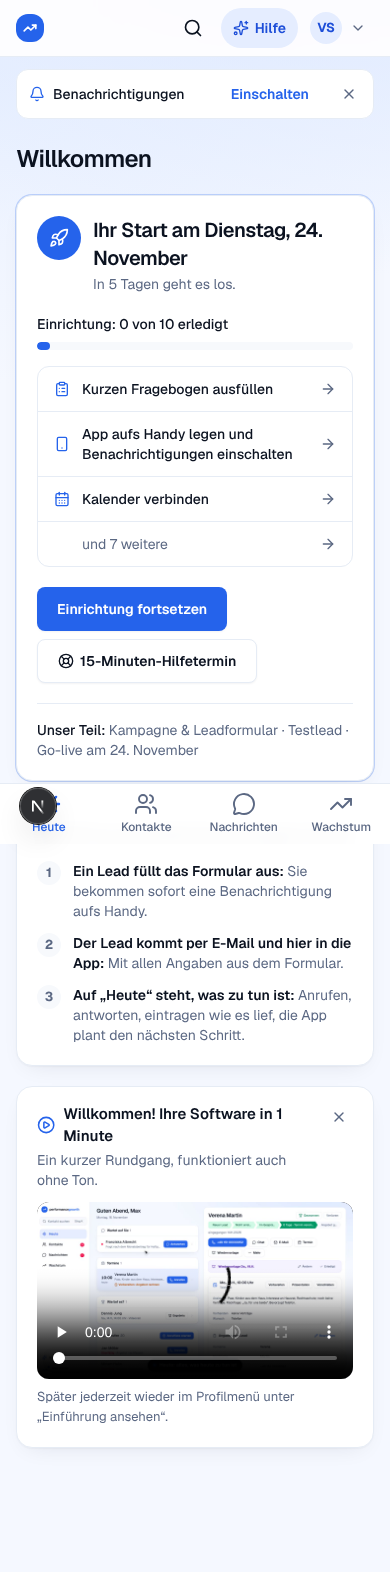 Hilfe
VS
Benachrichtigungen
Einschalten
Willkommen
Ihr Start am Dienstag, 24.
November
In 5 Tagen geht es los.
Einrichtung: 0 von 10 erledigt
Kurzen Fragebogen ausfüllen
App aufs Handy legen und
Benachrichtigungen einschalten
Kalender verbinden
und 7 weitere
Einrichtung fortsetzen
15-Minuten-Hilfetermin
Unser Teil: Kampagne & Leadformular · Testlead ·
Go-live am 24. November
N
Heute
Kontakte
Nachrichten
Wachstum
1
Ein Lead füllt das Formular aus: Sie
bekommen sofort eine Benachrichtigung
aufs Handy.
2
Der Lead kommt per E-Mail und hier in die
App: Mit allen Angaben aus dem Formular.
3
Auf „Heute“ steht, was zu tun ist: Anrufen,
antworten, eintragen wie es lief, die App
plant den nächsten Schritt.
Willkommen! Ihre Software in 1
Minute
Ein kurzer Rundgang, funktioniert auch
ohne Ton.
Guten Abend, Max
Verena Martin
0:00
Später jederzeit wieder im Profilmenü unter
„Einführung ansehen“.